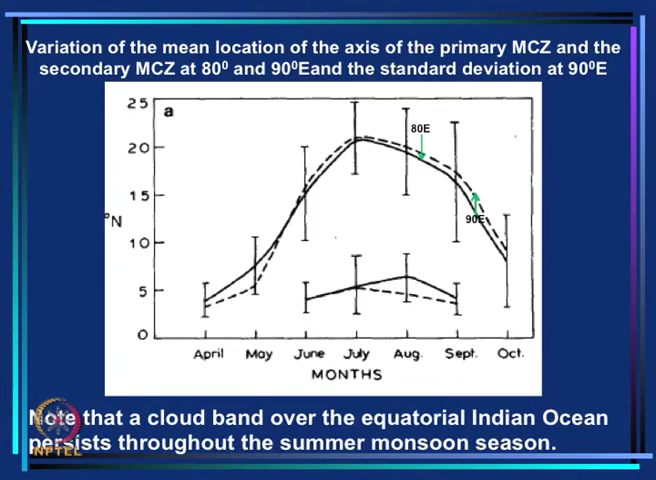 Variation of the mean location of the axis of the primary MCZ and the
secondary MCZ at 80⁰ and 90⁰Eand the standard deviation at 90⁰E
a
25
20
15
°N
10
5
0
80E
90E
April May June July Aug. Sept. Oct.
MONTHS
Note that a cloud band over the equatorial Indian Ocean
persists throughout the summer monsoon season.
NPTEL